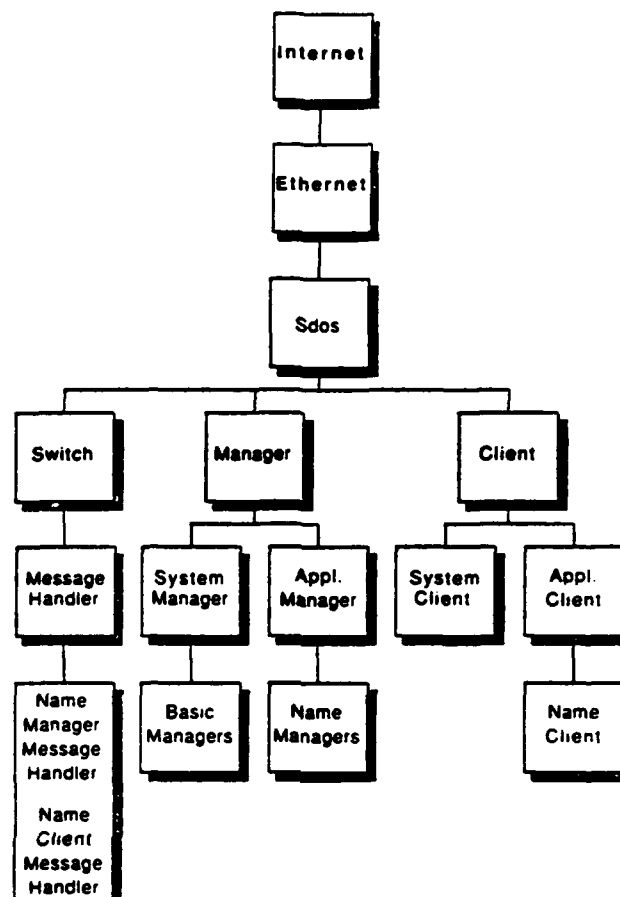 Internet
Ethernet
Sdos
Switch
Manager
Client
Message
Handler
System
Manager
Appl.
Manager
System
Client
Appl.
Client
Name
Manager
Message
Handler
Name
Client
Message
Handler
Basic
Managers
Name
Managers
Name
Client